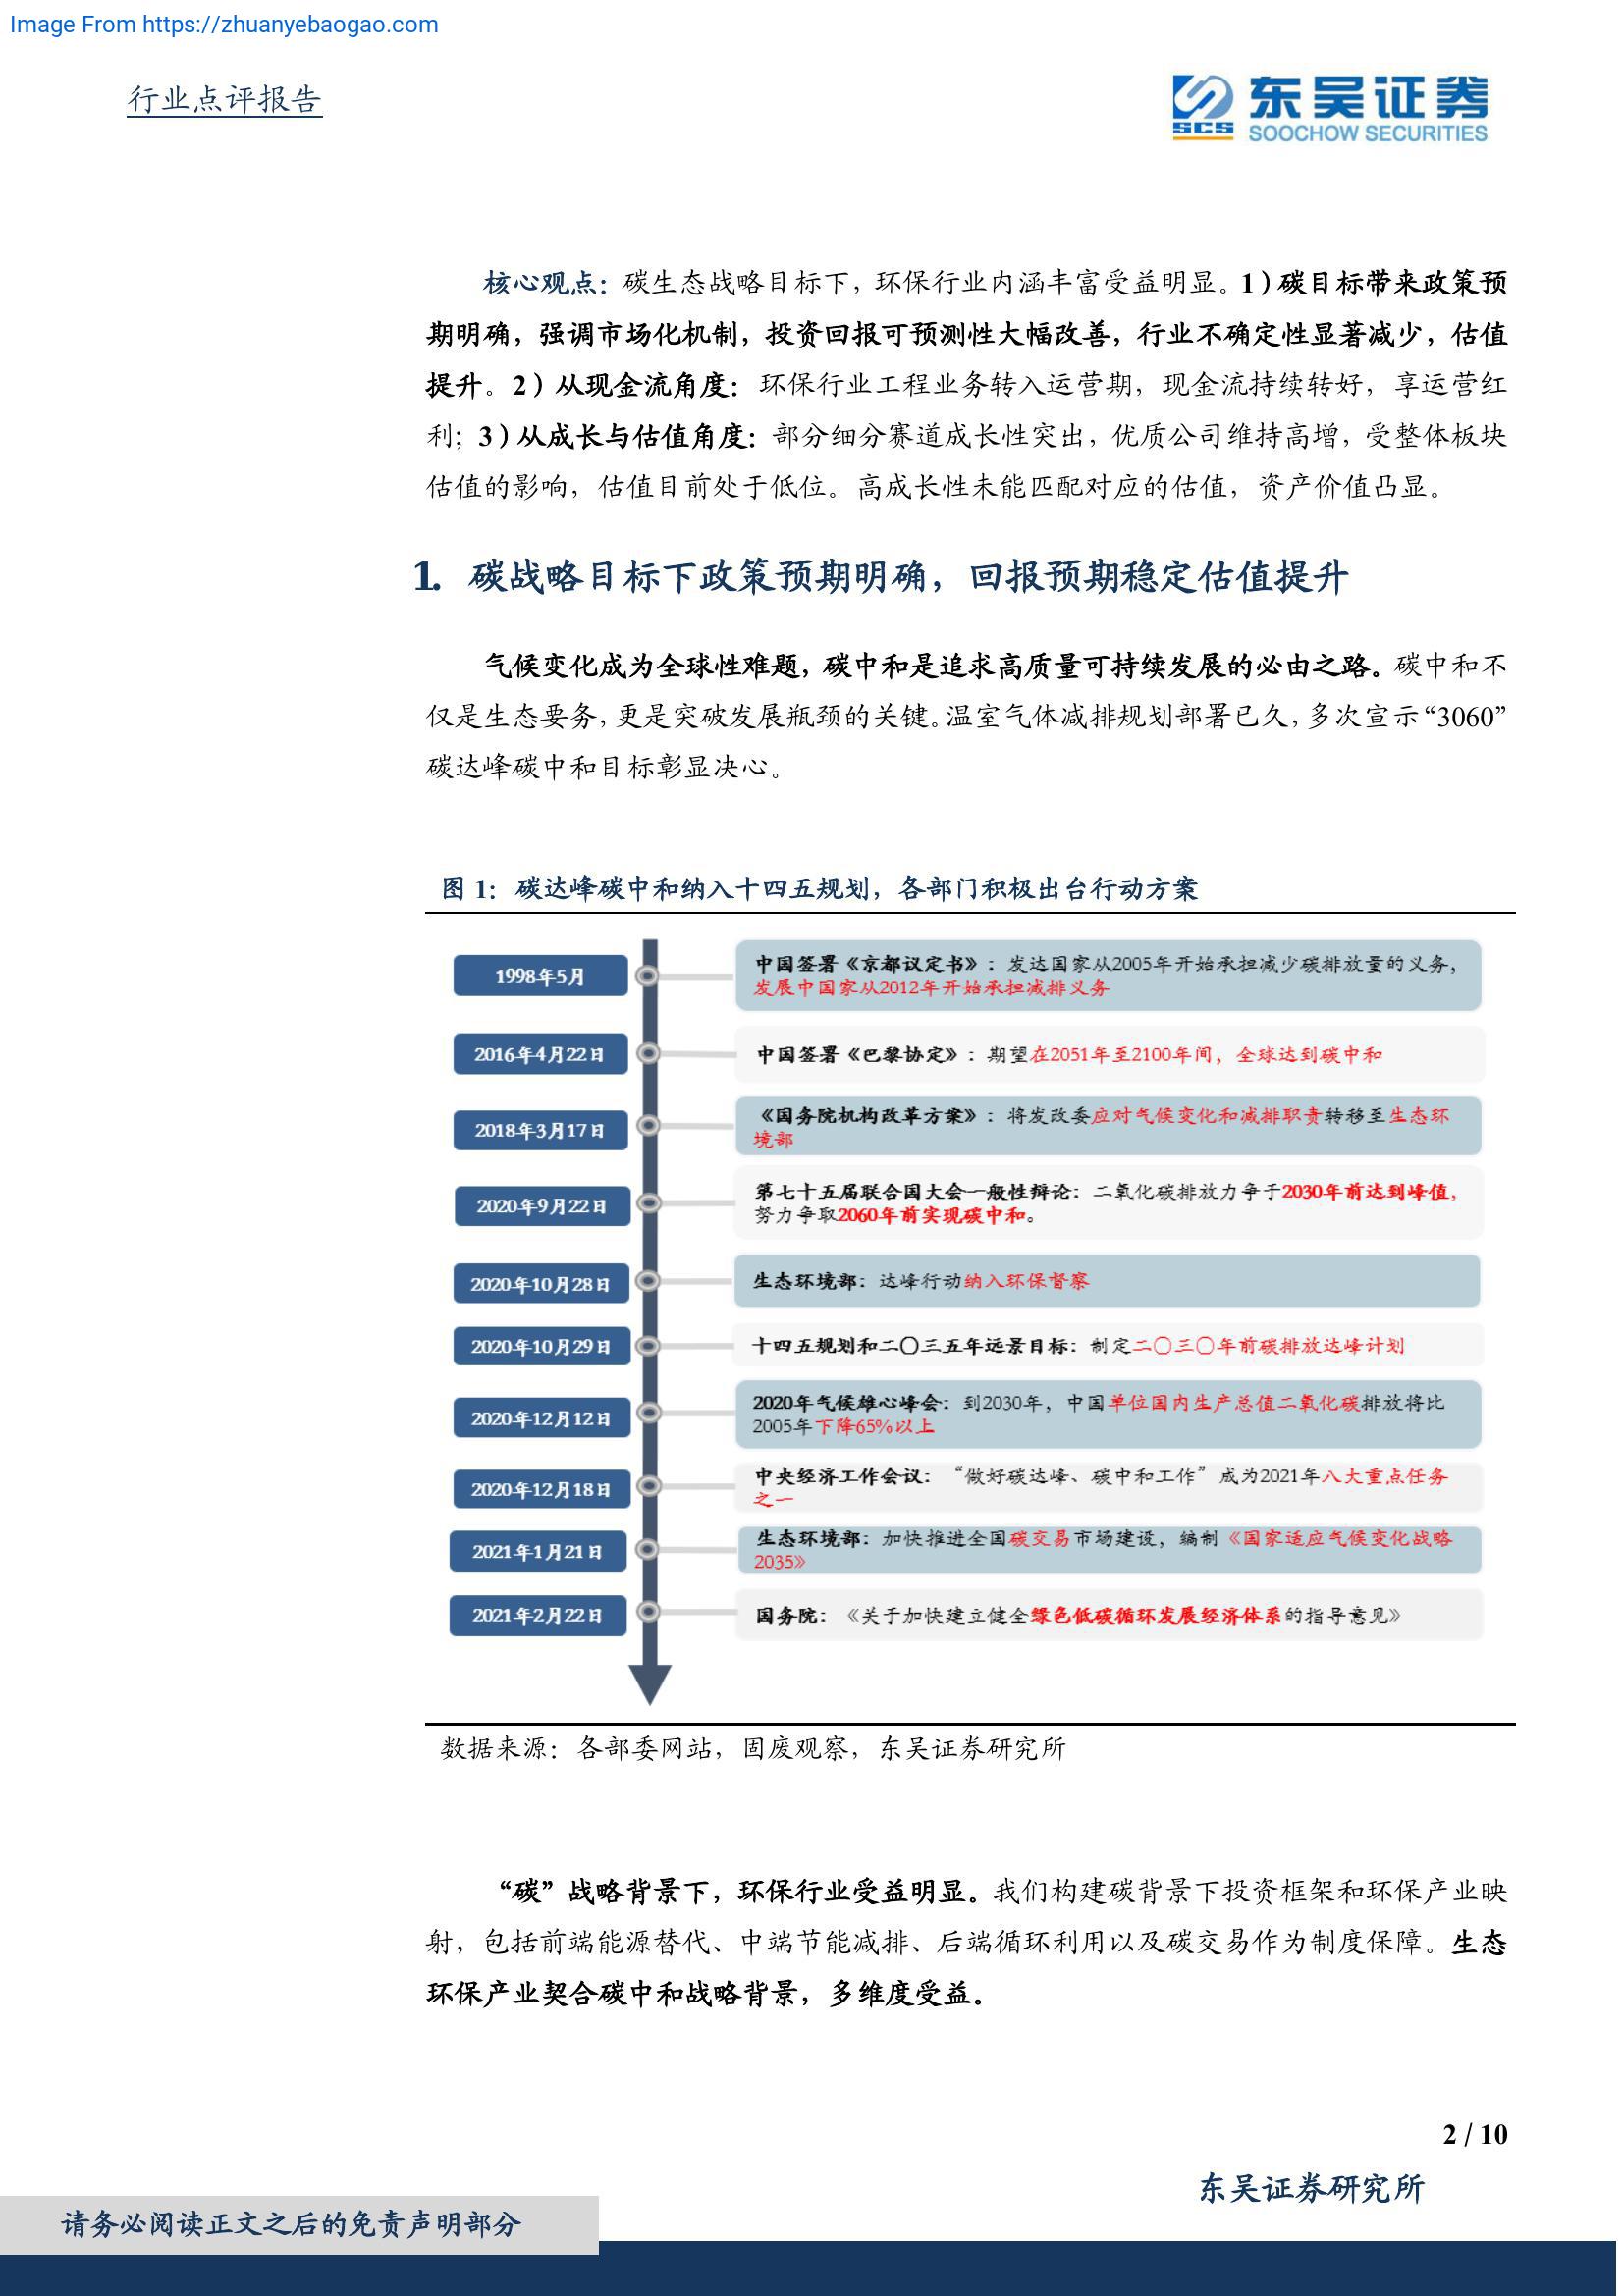 Image From https://zhuanyebaogao.com
行业点评报告
SCS 东吴证券
SOOCHOW SECURITIES
核心观点：碳生态战略目标下，环保行业内涵丰富受益明显。1）碳目标带来政策预
期明确，强调市场化机制，投资回报可预测性大幅改善，行业不确定性显著减少，估值
提升。2）从现金流角度：环保行业工程业务转入运营期，现金流持续转好，享运营红
利；3）从成长与估值角度：部分细分赛道成长性突出，优质公司维持高增，受整体板块
估值的影响，估值目前处于低位。高成长性未能匹配对应的估值，资产价值凸显。
1. 碳战略目标下政策预期明确，回报预期稳定估值提升
气候变化成为全球性难题，碳中和是追求高质量可持续发展的必由之路。碳中和不
仅是生态要务，更是突破发展瓶颈的关键。温室气体减排规划部署已久，多次宣示“3060”
碳达峰碳中和目标彰显决心。
图 1：碳达峰碳中和纳入十四五规划，各部门积极出台行动方案
1998年5月
中国签署《京都议定书》：发达国家从2005年开始承担减少碳排放量的义务，
发展中国家从2012年开始承担减排义务
2016年4月22日
中国签署《巴黎协定》：期望在2051年至2100年间，全球达到碳中和
2018年3月17日
《国务院机构改革方案》：将发改委应对气候变化和减排职责转移至生态环
境部
2020年9月22日
第七十五届联合国大会一般性辩论：二氧化碳排放力争于2030年前达到峰值，
努力争取2060年前实现碳中和。
2020年10月28日
生态环境部：达峰行动纳入环保督察
2020年10月29日
十四五规划和二〇三五年远景目标：制定二〇三〇年前碳排放达峰计划
2020年12月12日
2020年气候雄心峰会：到2030年，中国单位国内生产总值二氧化碳排放将比
2005年下降65%以上
2020年12月18日
中央经济工作会议：“做好碳达峰、碳中和工作”成为2021年八大重点任务
之一
2021年1月21日
生态环境部：加快推进全国碳交易市场建设，编制《国家适应气候变化战略
2035》
2021年2月22日
国务院：《关于加快建立健全绿色低碳循环发展经济体系的指导意见》
数据来源：各部委网站，固废观察，东吴证券研究所
“碳”战略背景下，环保行业受益明显。我们构建碳背景下投资框架和环保产业映
射，包括前端能源替代、中端节能减排、后端循环利用以及碳交易作为制度保障。生态
环保产业契合碳中和战略背景，多维度受益。
2 / 10
东吴证券研究所
请务必阅读正文之后的免责声明部分